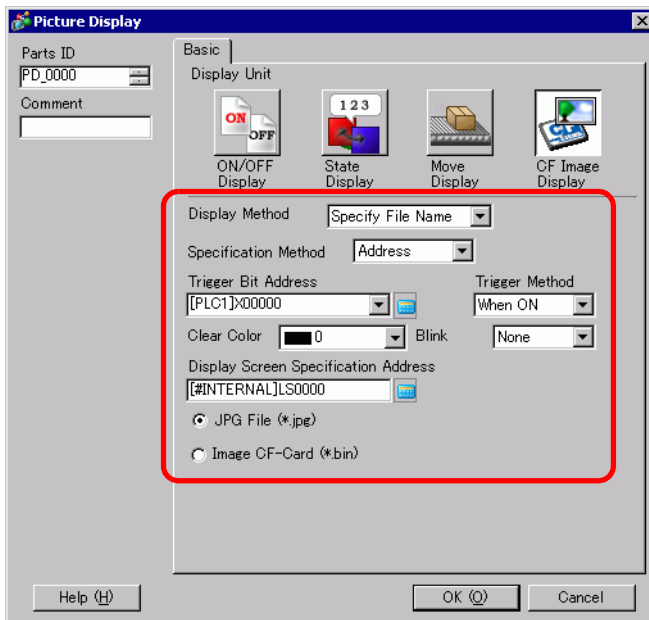 Picture Display
Parts ID
PD_0000
Comment
Basic
Display Unit
ON
OFF
123
ON/OFF
Display
State
Display
Move
Display
CF Image
Display
Display Method Specify File Name
Specification Method Address
Trigger Bit Address Trigger Method
[PLC1]X00000 When ON
Clear Color 0 Blink None
Display Screen Specification Address
[#INTERNAL]LS0000
JPG File (*.jpg)
Image CF-Card (*.bin)
Help (H) OK (O) Cancel